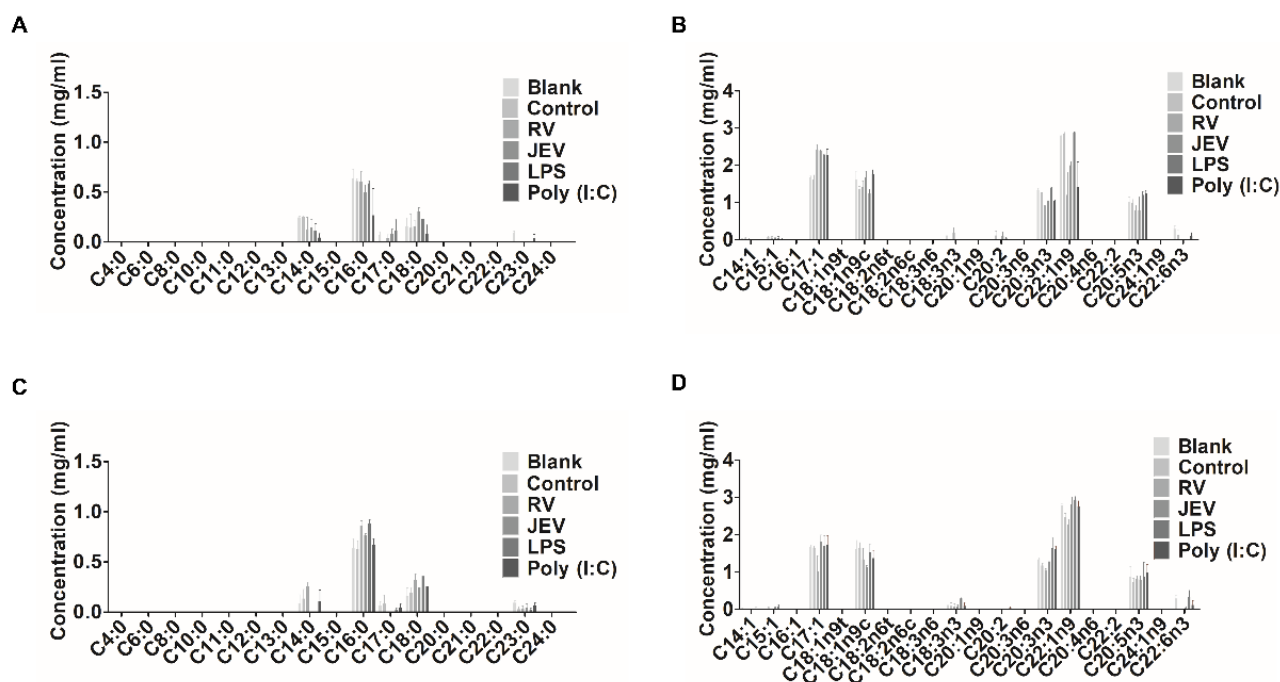 A
Concentration (mg/ml)
1.5
1.0
0.5
0.0
Blank
Control
RV
JEV
LPS
Poly (I:C)
C4:0
C6:0
C8:0
C10:0
C11:0
C12:0
C13:0
C14:0
C15:0
C16:0
C17:0
C18:0
C20:0
C21:0
C22:0
C23:0
C24:0
B
Concentration (mg/ml)
4
3
2
1
0
Blank
Control
RV
JEV
LPS
Poly (I:C)
C14:1
C15:1
C16:1
C17:1
C18:1n9t
C18:1n9c
C18:2n6t
C18:2n6c
C18:3n6
C18:3n3
C20:1n9
C20:2
C20:3n6
C20:3n3
C22:1n9
C20:4n6
C22:2
C20:5n3
C24:1n9
C22:6n3
C
Concentration (mg/ml)
1.5
1.0
0.5
0.0
Blank
Control
RV
JEV
LPS
Poly (I:C)
C4:0
C6:0
C8:0
C10:0
C11:0
C12:0
C13:0
C14:0
C15:0
C16:0
C17:0
C18:0
C20:0
C21:0
C22:0
C23:0
C24:0
D
Concentration (mg/ml)
4
3
2
1
0
Blank
Control
RV
JEV
LPS
Poly (I:C)
C14:1
C15:1
C16:1
C17:1
C18:1n9t
C18:1n9c
C18:2n6t
C18:2n6c
C18:3n6
C18:3n3
C20:1n9
C20:2
C20:3n6
C20:3n3
C22:1n9
C20:4n6
C22:2
C20:5n3
C24:1n9
C22:6n3